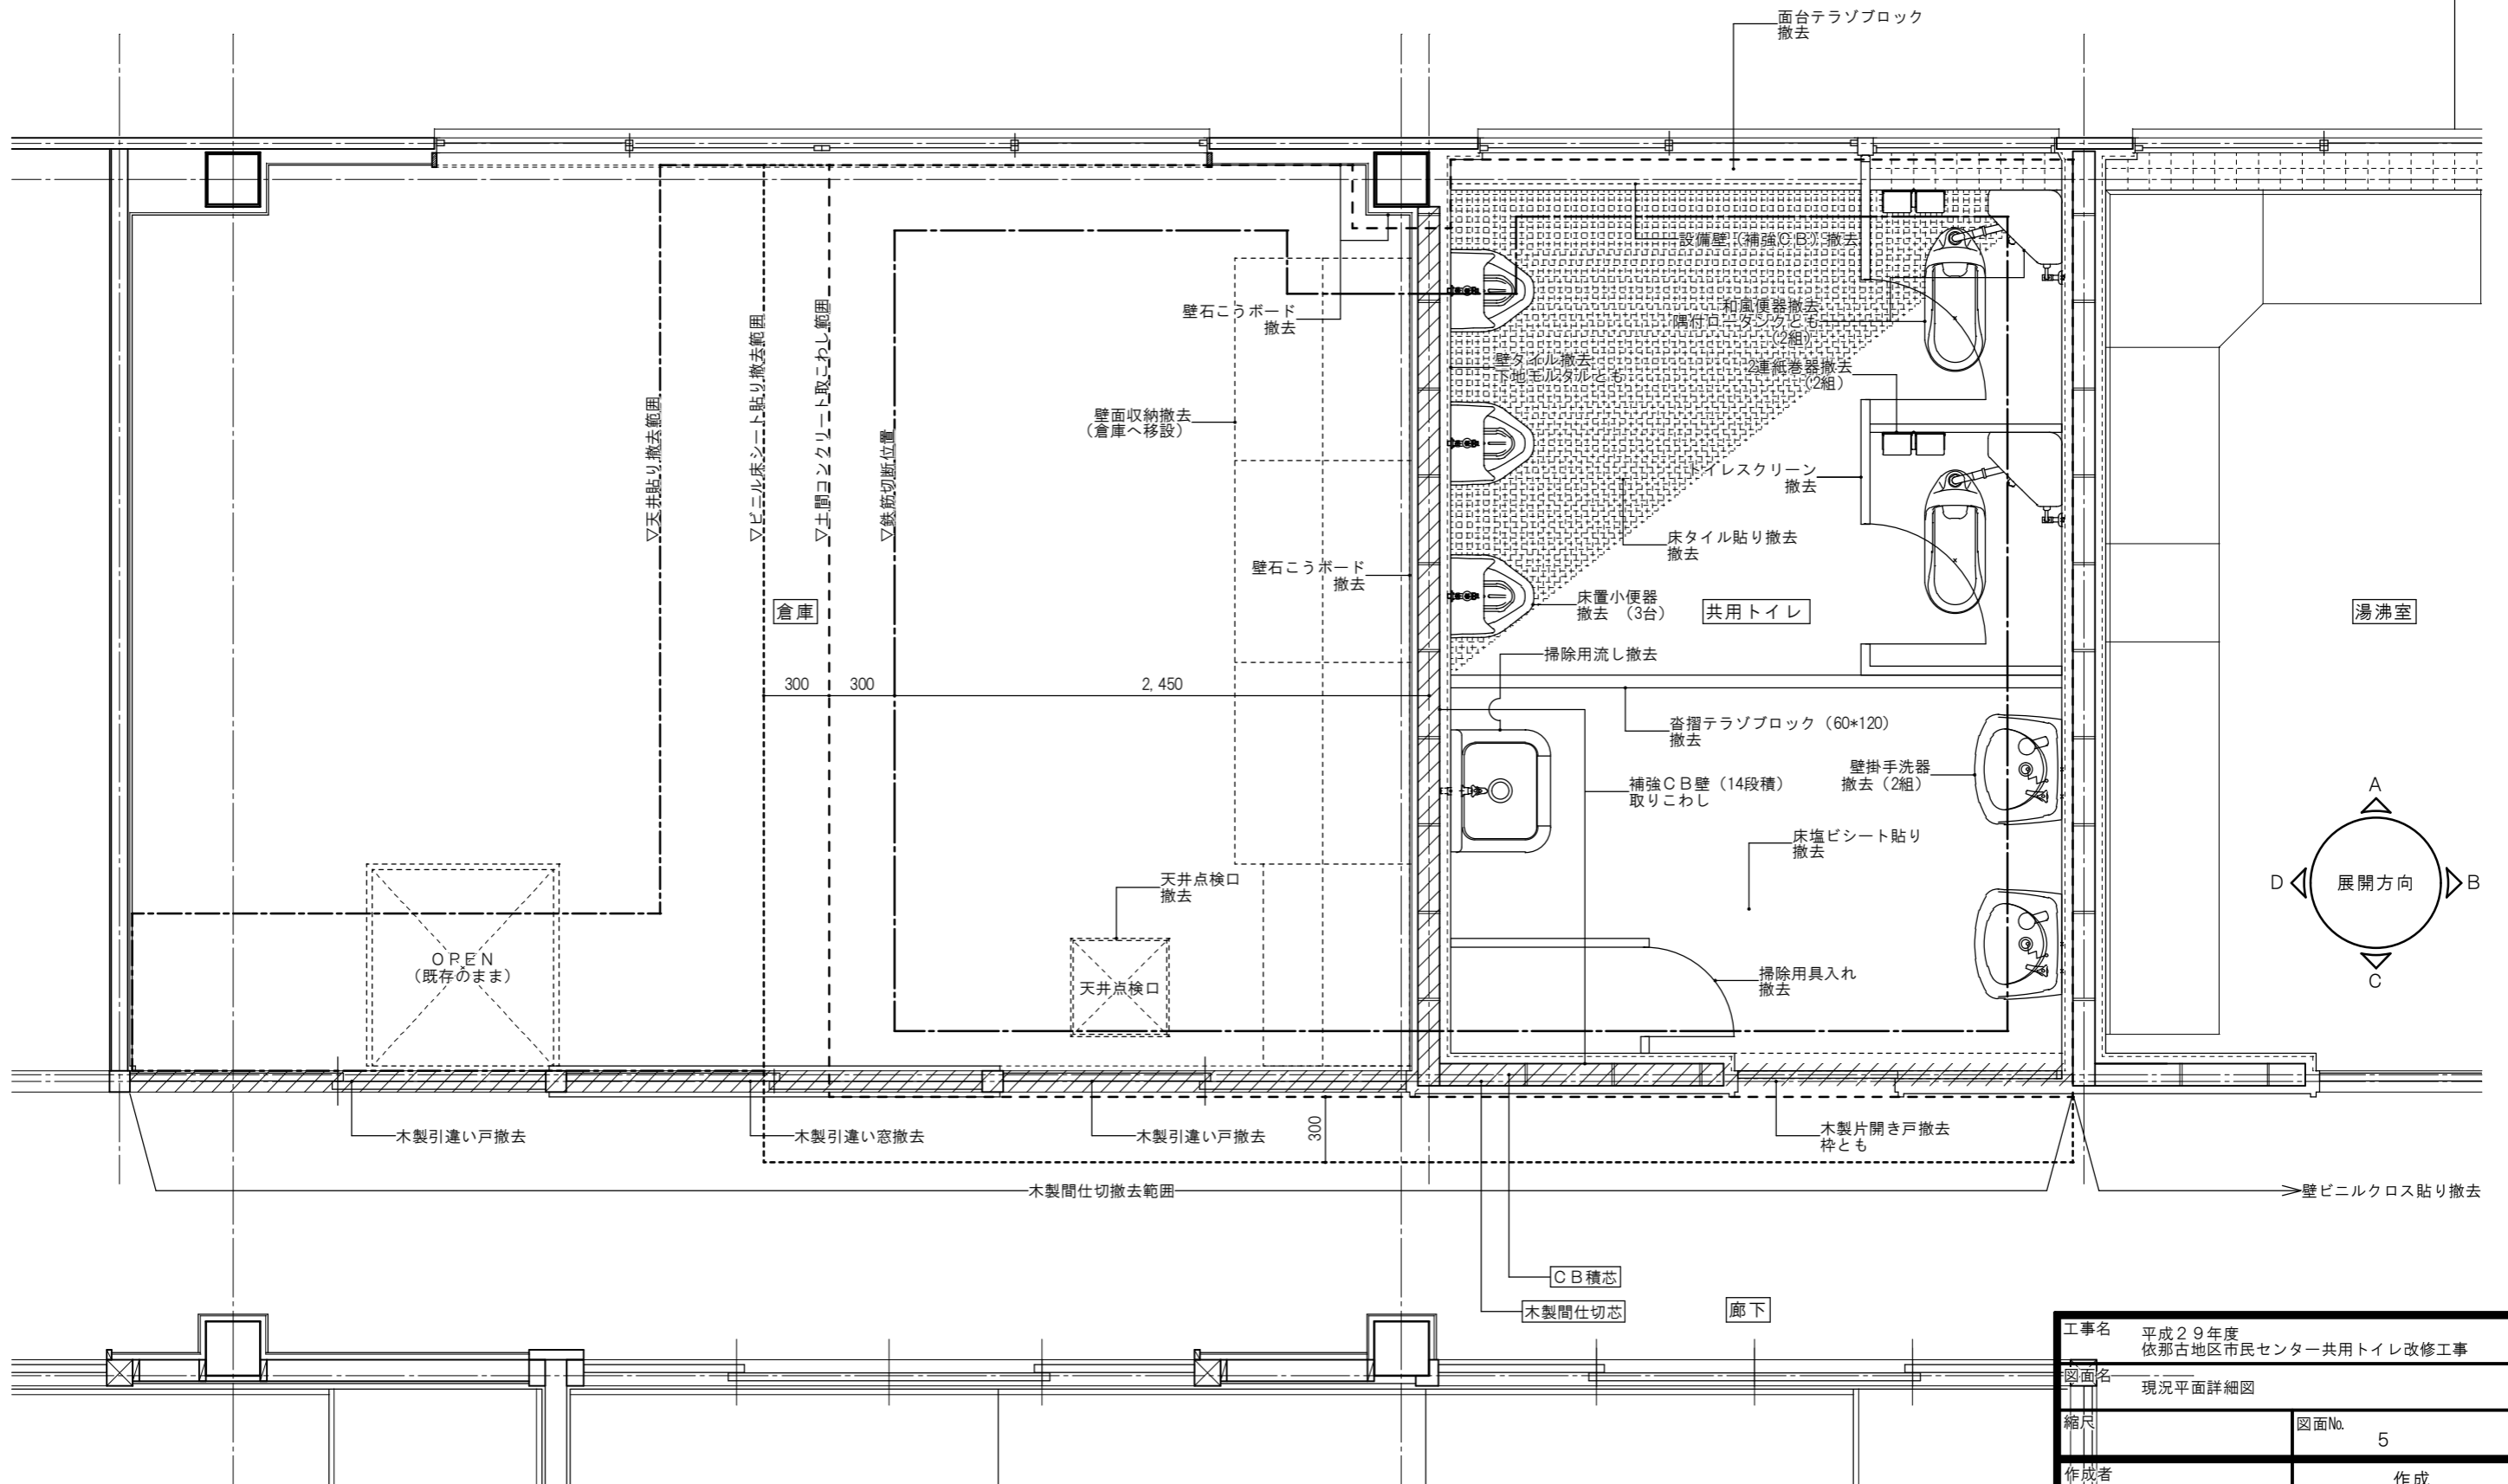 面台テラゾブロック
撤去
設備壁（補強ＣＢ）撤去
壁石こうボード
撤去
和風便器撤去
隅付ロータンクとも
（2組）
壁タイル撤去
下地モルタルとも
2連紙巻器撤去
（2組）
▽天井貼り撤去範囲
▽ビニル床シート貼り撤去範囲
▽土間コンクリート取こわし範囲
▽鉄筋切断位置
壁面収納撤去
（倉庫へ移設）
トイレスクリーン
撤去
床タイル貼り撤去
撤去
壁石こうボード
撤去
床置小便器
撤去 （3台）
倉庫
共用トイレ
湯沸室
掃除用流し撤去
300
300
2,450
沓摺テラゾブロック（60*120）
撤去
補強ＣＢ壁（14段積）
取りこわし
壁掛手洗器
撤去（2組）
床塩ビシート貼り
撤去
A
D
展開方向
B
C
天井点検口
撤去
ＯＰＥＮ
（既存のまま）
天井点検口
掃除用具入れ
撤去
木製引違い戸撤去
木製引違い窓撤去
木製引違い戸撤去
300
木製片開き戸撤去
枠とも
木製間仕切撤去範囲
壁ビニルクロス貼り撤去
ＣＢ積芯
木製間仕切芯
廊下
工事名
平成２９年度
依那古地区市民センター共用トイレ改修工事
図面名
現況平面詳細図
縮尺
図面№
5
作成者
作成